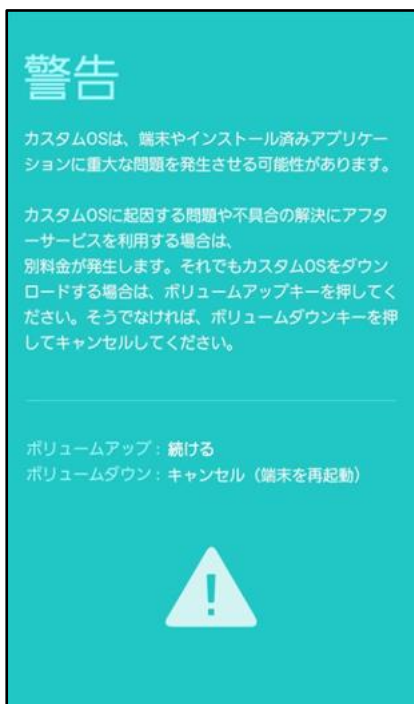 警告
カスタムOSは、端末やインストール済みアプリケー
ションに重大な問題を発生させる可能性があります。
カスタムOSに起因する問題や不具合の解決にアフタ
ーサービスを利用する場合は、
別料金が発生します。それでもカスタムOSをダウン
ロードする場合は、ボリュームアップキーを押してく
ださい。そうでなければ、ボリュームダウンキーを押
してキャンセルしてください。
ボリュームアップ：続ける
ボリュームダウン：キャンセル（端末を再起動）